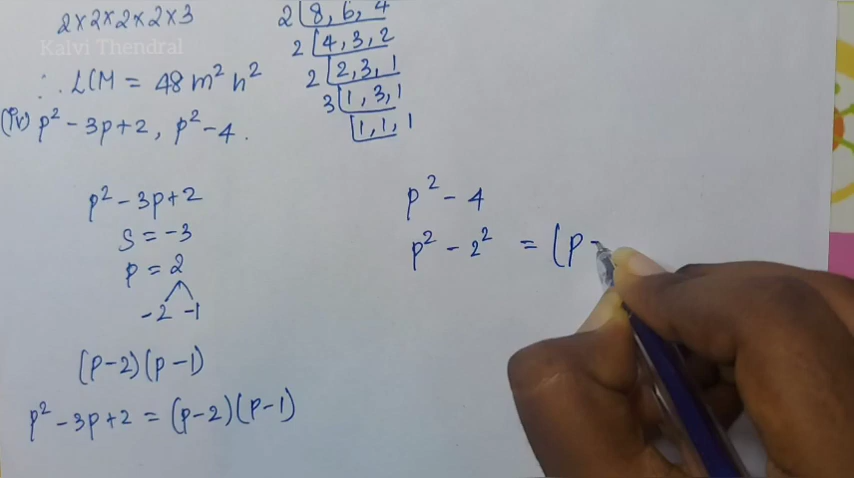 2×2×2×2×3
Kalvi Thendral
∴ LCM = 48 m² n²
2 | 8, 6, 4
2 | 4, 3, 2
2 | 2, 3, 1
3 | 1, 3, 1
| 1, 1, 1
(iv) p² - 3p + 2, p² - 4.
p² - 3p + 2
S = -3
P = 2
-2 -1
(p-2)(p-1)
p² - 3p + 2 = (p-2)(p-1)
p² - 4
p² - 2² = (p -